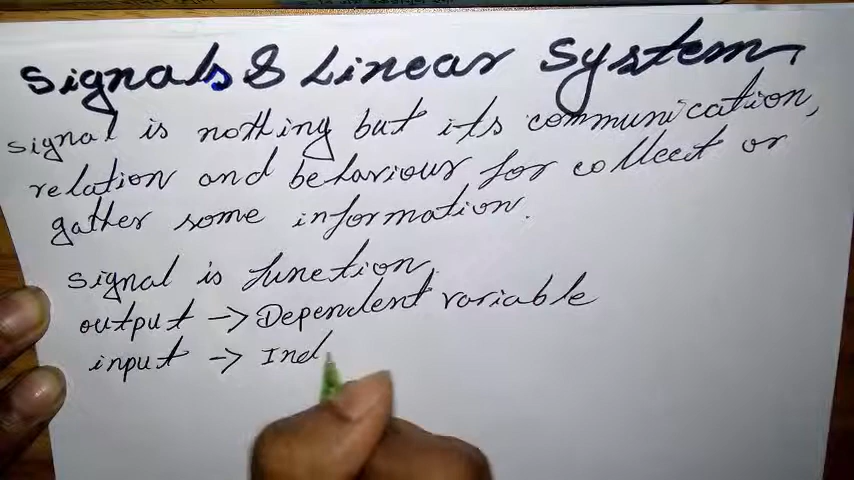 Signals & Linear System
Signal is nothing but its communication,
relation and behaviour for collect or
gather some information.
Signal is function.
output -> Dependent variable
input -> Ind